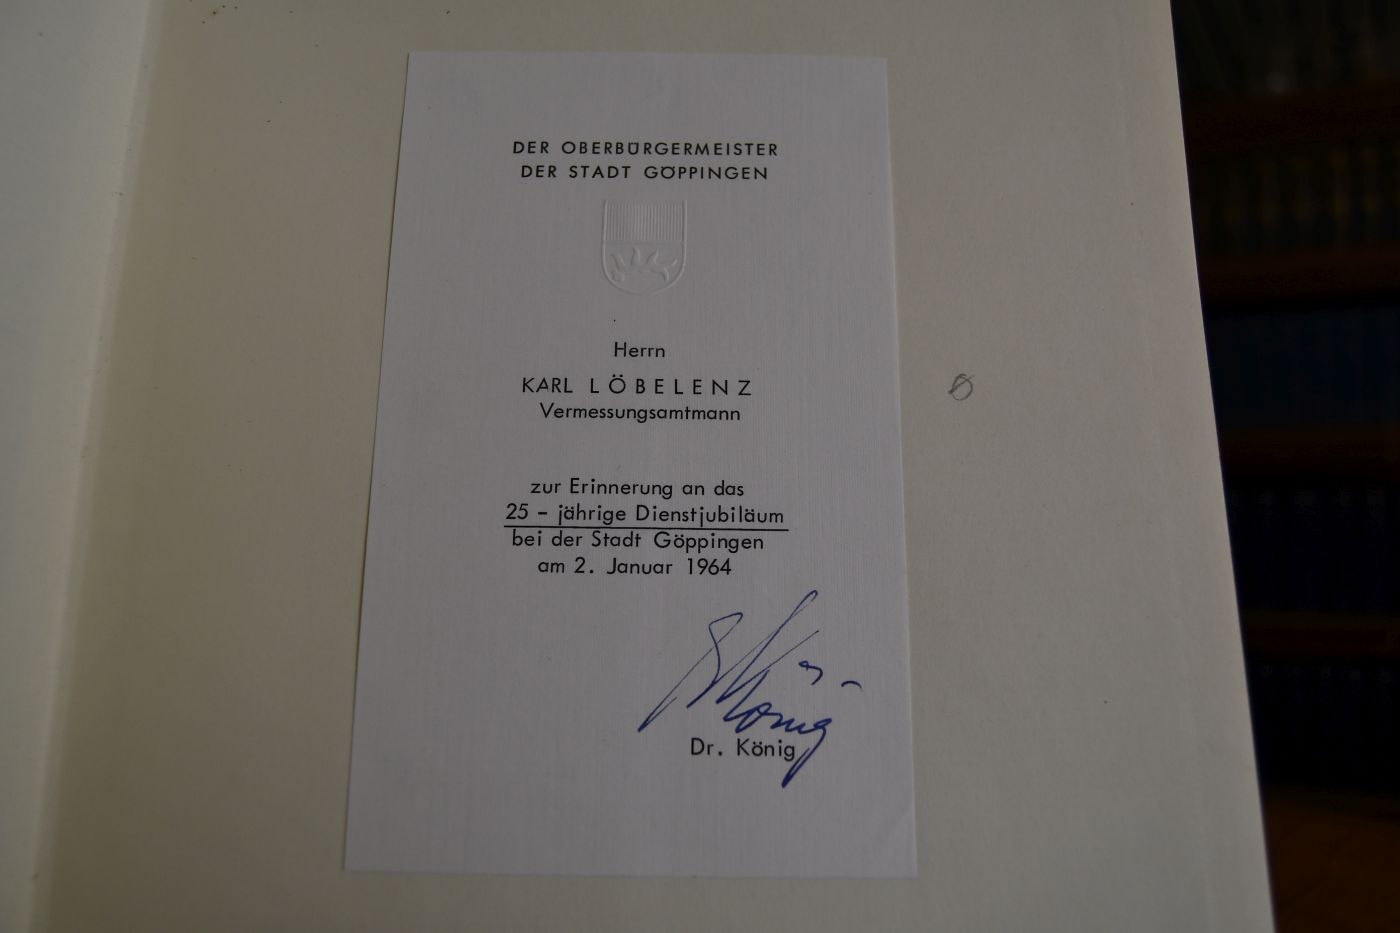 DER OBERBÜRGERMEISTER
DER STADT GÖPPINGEN
Herrn
KARL LÖBELENZ
Vermessungsamtmann
zur Erinnerung an das
25 - jährige Dienstjubiläum
bei der Stadt Göppingen
am 2. Januar 1964
König
Dr. König